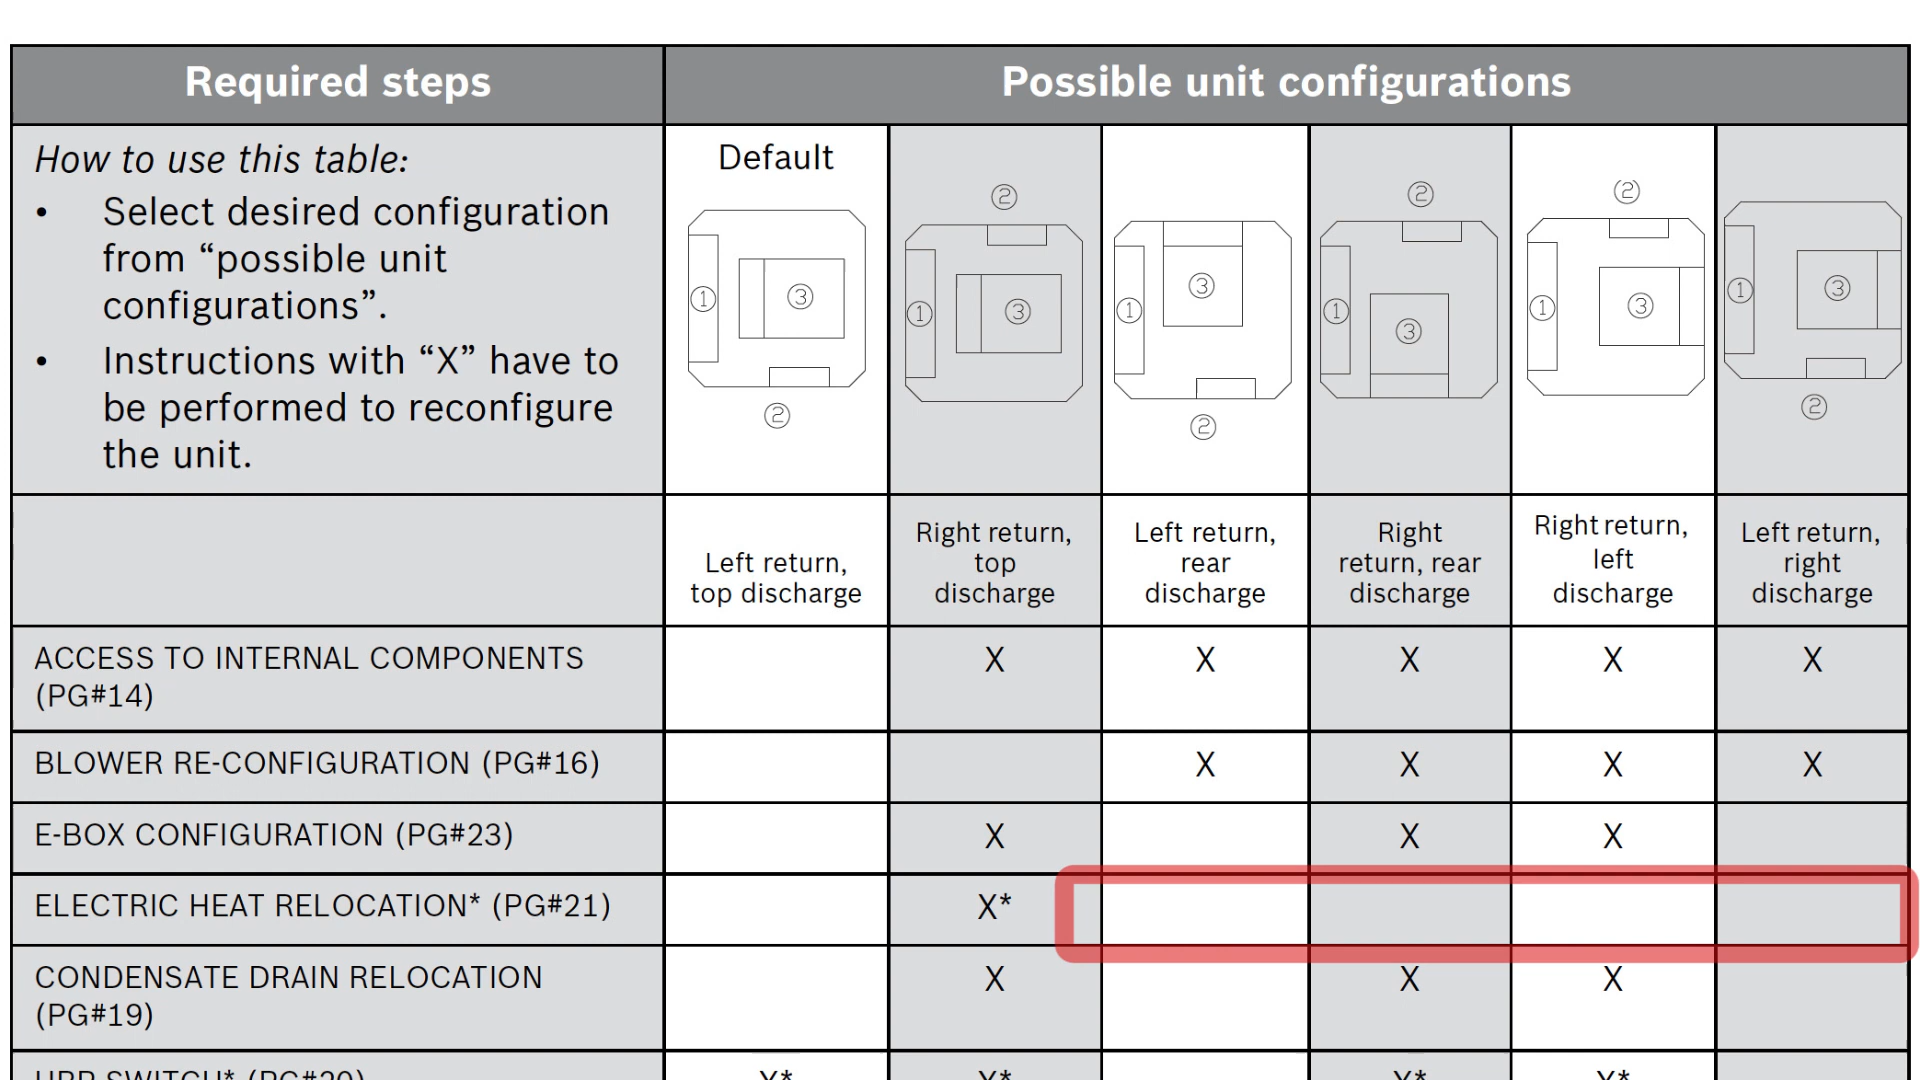 Required steps
Possible unit configurations
How to use this table:
• Select desired configuration
from “possible unit
configurations”.
• Instructions with “X” have to
be performed to reconfigure
the unit.
Default
① ③ ②
② ① ③
③ ① ②
② ① ③
② ③ ①
③ ① ②
Left return,
top discharge
Right return,
top
discharge
Left return,
rear
discharge
Right
return, rear
discharge
Right return,
left
discharge
Left return,
right
discharge
ACCESS TO INTERNAL COMPONENTS
(PG#14)
X X X X X
BLOWER RE-CONFIGURATION (PG#16)
X X X X
E-BOX CONFIGURATION (PG#23)
X X X
ELECTRIC HEAT RELOCATION* (PG#21)
X*
CONDENSATE DRAIN RELOCATION
(PG#19)
X X X
X* X* X* X*